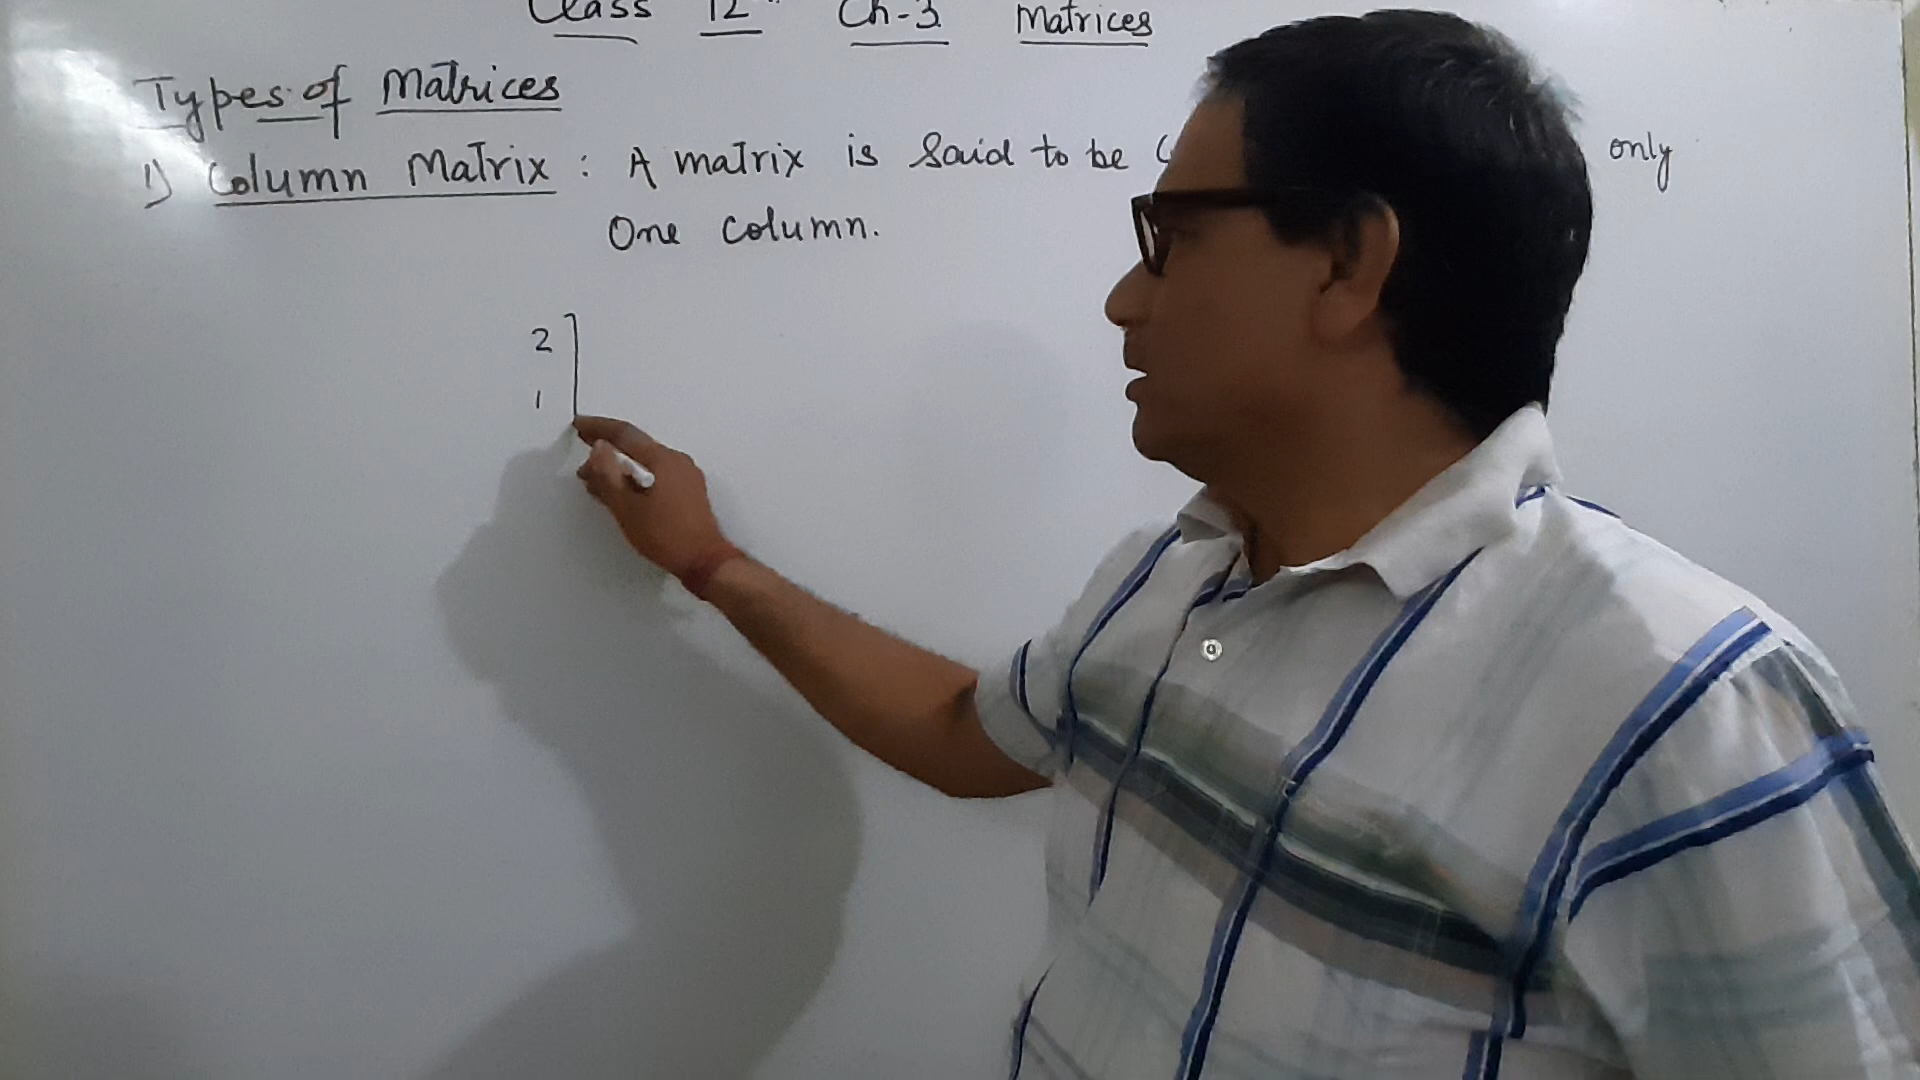 Class 12th Ch-3 Matrices
Types of Matrices
1) Column Matrix : A matrix is said to be only
One column.
2 ]
1